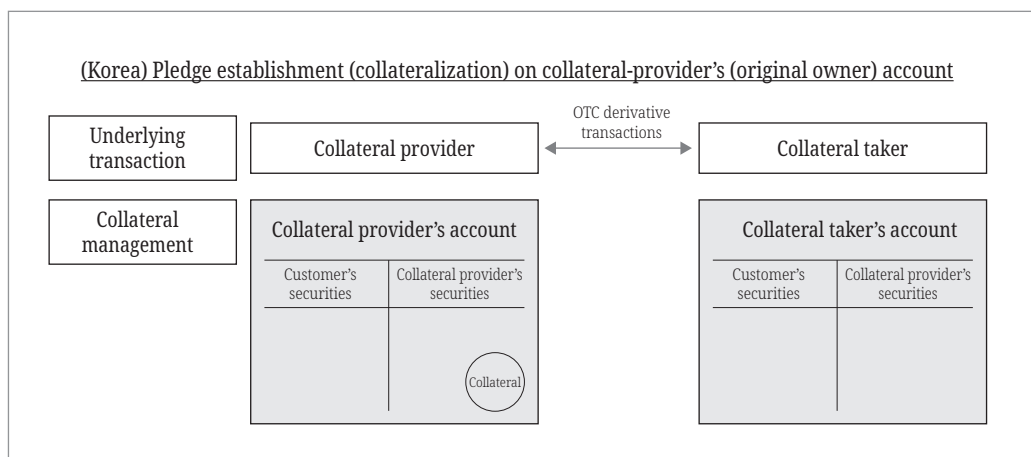 (Korea) Pledge establishment (collateralization) on collateral-provider's (original owner) account
Underlying
transaction
Collateral provider
OTC derivative
transactions
Collateral taker
Collateral
management
Collateral provider's account
Customer's
securities
Collateral provider's
securities
Collateral
Collateral taker's account
Customer's
securities
Collateral provider's
securities